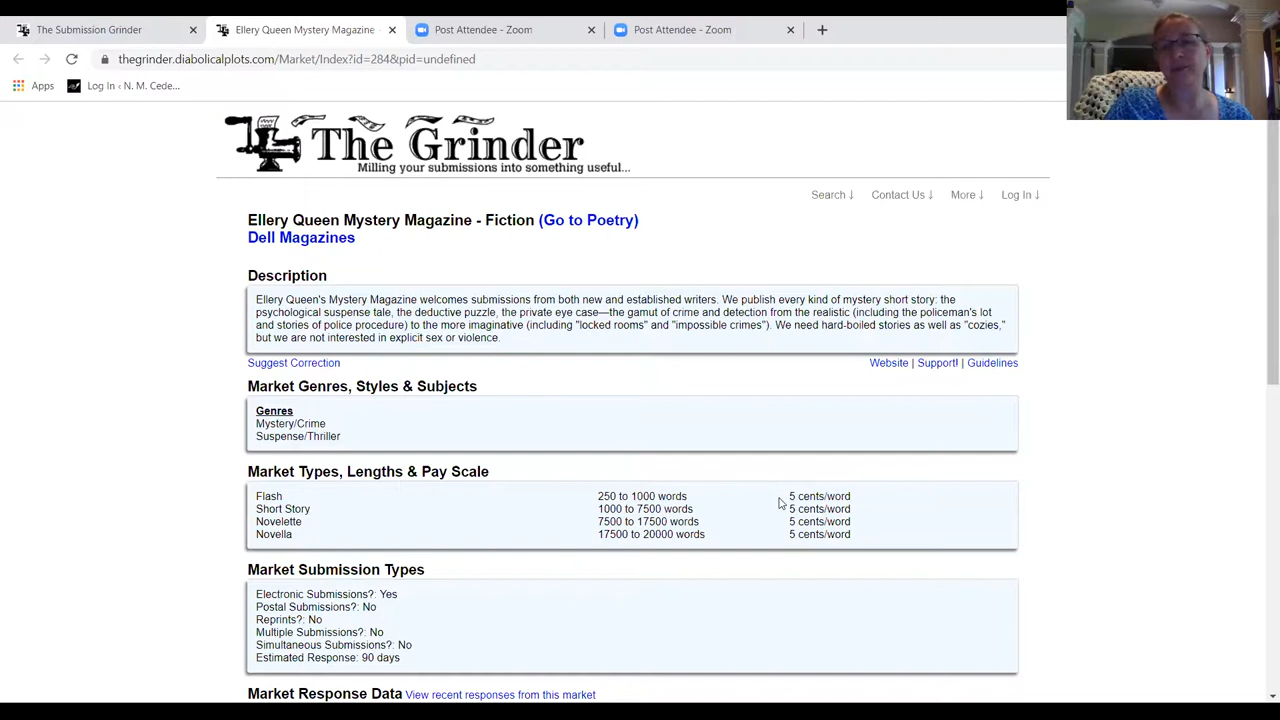 The Submission Grinder
Ellery Queen Mystery Magazine
Post Attendee - Zoom
Post Attendee - Zoom
thegrinder.diabolicalplots.com/Market/Index?id=284&pid=undefined
Apps
Log In ‹ N. M. Cede...
The Grinder
Milling your submissions into something useful...
Search ↓
Contact Us ↓
More ↓
Log In ↓
Ellery Queen Mystery Magazine - Fiction (Go to Poetry)
Dell Magazines
Description
Ellery Queen's Mystery Magazine welcomes submissions from both new and established writers. We publish every kind of mystery short story: the
psychological suspense tale, the deductive puzzle, the private eye case—the gamut of crime and detection from the realistic (including the policeman's lot
and stories of police procedure) to the more imaginative (including "locked rooms" and "impossible crimes"). We need hard-boiled stories as well as "cozies,"
but we are not interested in explicit sex or violence.
Suggest Correction
Website | Support! | Guidelines
Market Genres, Styles & Subjects
Genres
Mystery/Crime
Suspense/Thriller
Market Types, Lengths & Pay Scale
Flash 250 to 1000 words 5 cents/word
Short Story 1000 to 7500 words 5 cents/word
Novelette 7500 to 17500 words 5 cents/word
Novella 17500 to 20000 words 5 cents/word
Market Submission Types
Electronic Submissions?: Yes
Postal Submissions?: No
Reprints?: No
Multiple Submissions?: No
Simultaneous Submissions?: No
Estimated Response: 90 days
Market Response Data View recent responses from this market